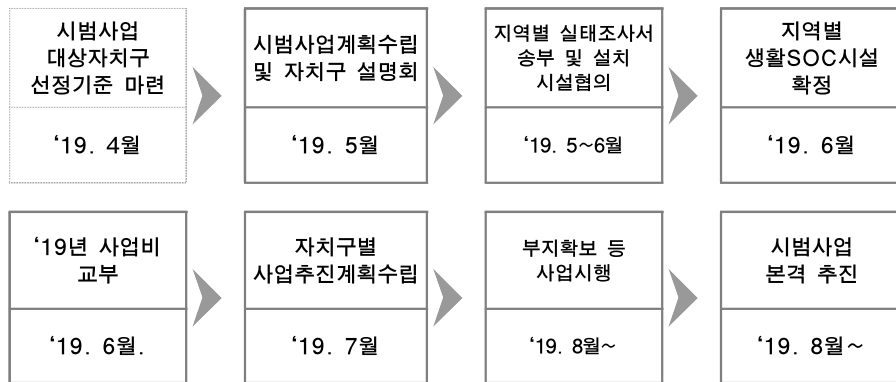 시범사업
대상자치구
선정기준 마련
‘19. 4월
시범사업계획수립
및 자치구 설명회
‘19. 5월
지역별 실태조사서
송부 및 설치
시설협의
‘19. 5～6월
지역별
생활SOC시설
확정
‘19. 6월
‘19년 사업비
교부
‘19. 6월.
자치구별
사업추진계획수립
‘19. 7월
부지확보 등
사업시행
‘19. 8월～
시범사업
본격 추진
‘19. 8월～